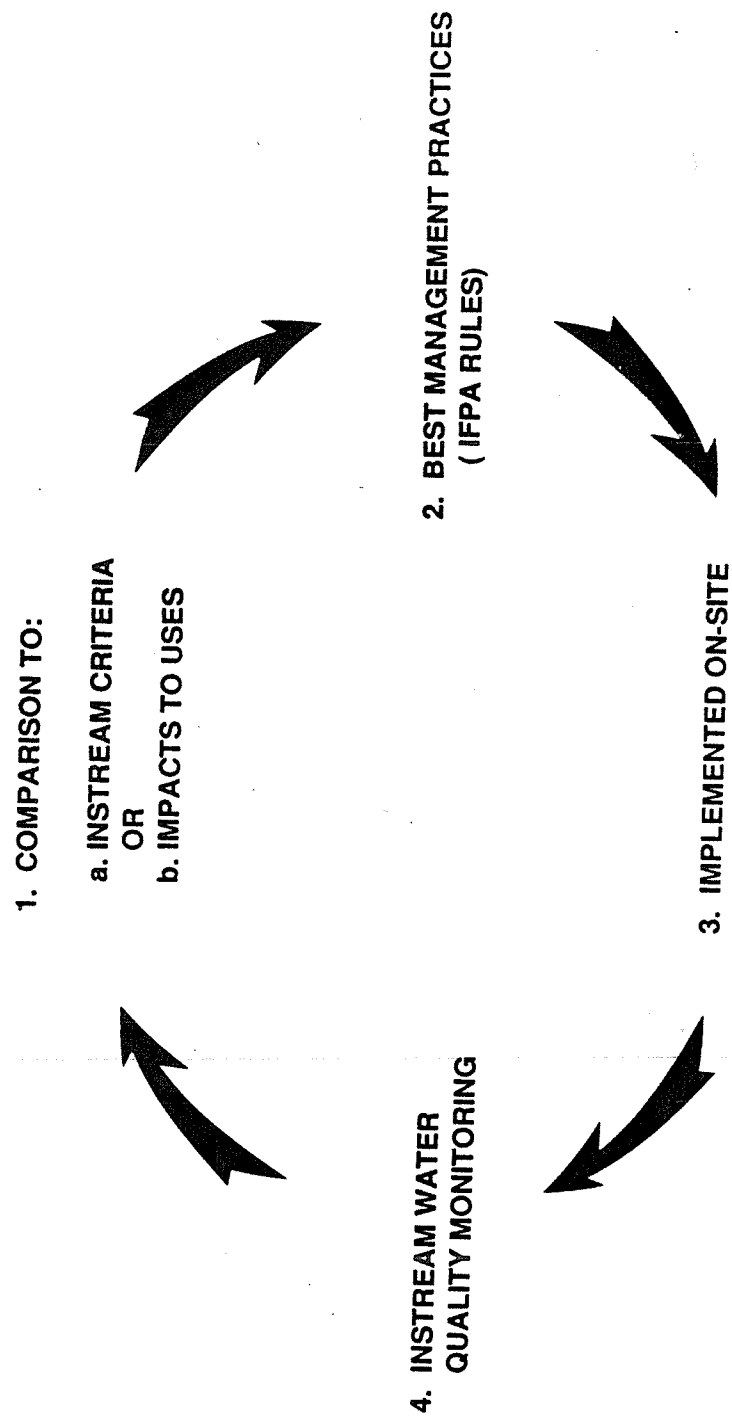 1. COMPARISON TO:
a. INSTREAM CRITERIA
OR
b. IMPACTS TO USES
2. BEST MANAGEMENT PRACTICES
( IFPA RULES)
3. IMPLEMENTED ON-SITE
4. INSTREAM WATER
QUALITY MONITORING